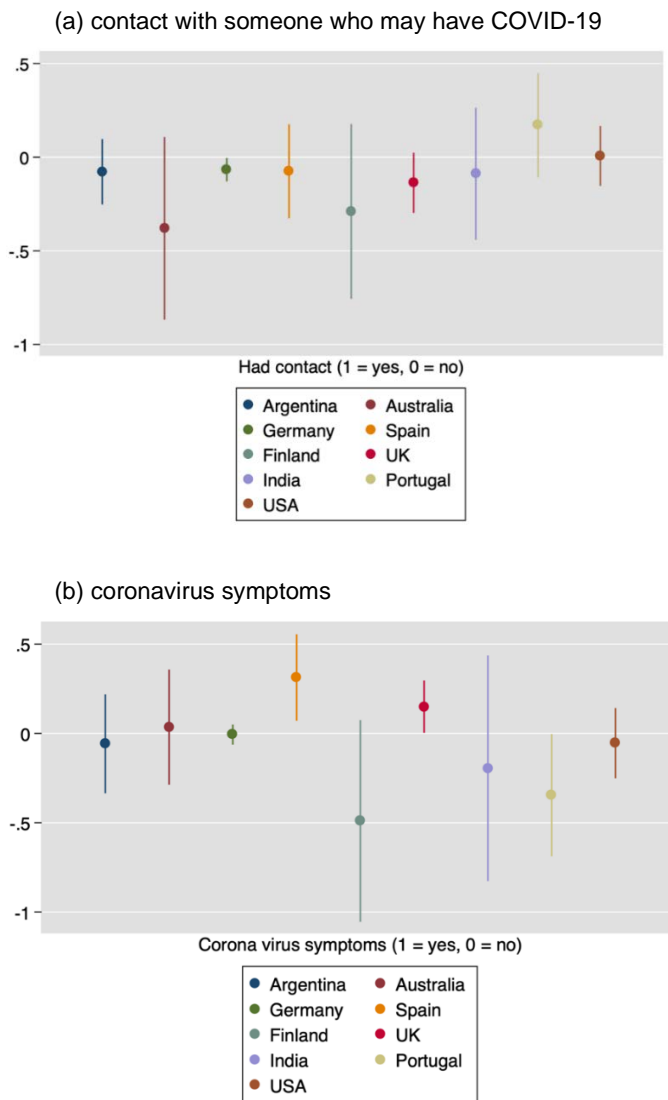 (a) contact with someone who may have COVID-19
.5
0
-.5
-1
Had contact (1 = yes, 0 = no)
Argentina Australia
Germany Spain
Finland UK
India Portugal
USA
(b) coronavirus symptoms
.5
0
-.5
-1
Corona virus symptoms (1 = yes, 0 = no)
Argentina Australia
Germany Spain
Finland UK
India Portugal
USA